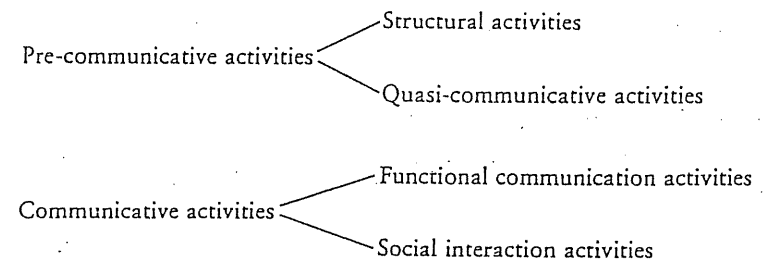 Structural activities
Pre-communicative activities
Quasi-communicative activities
Functional communication activities
Communicative activities
Social interaction activities